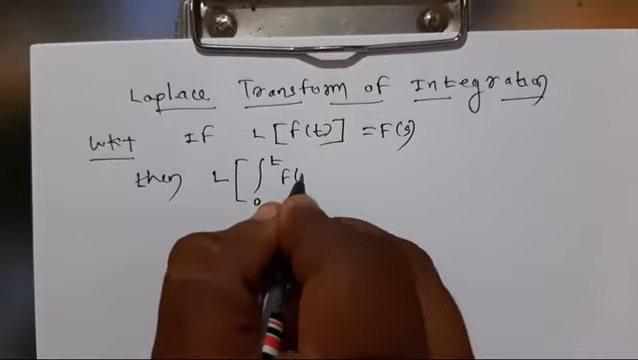 Laplace Transform of Integration
WKT If L[f(t)] = F(s)
then L[∫₀ᵗ f(